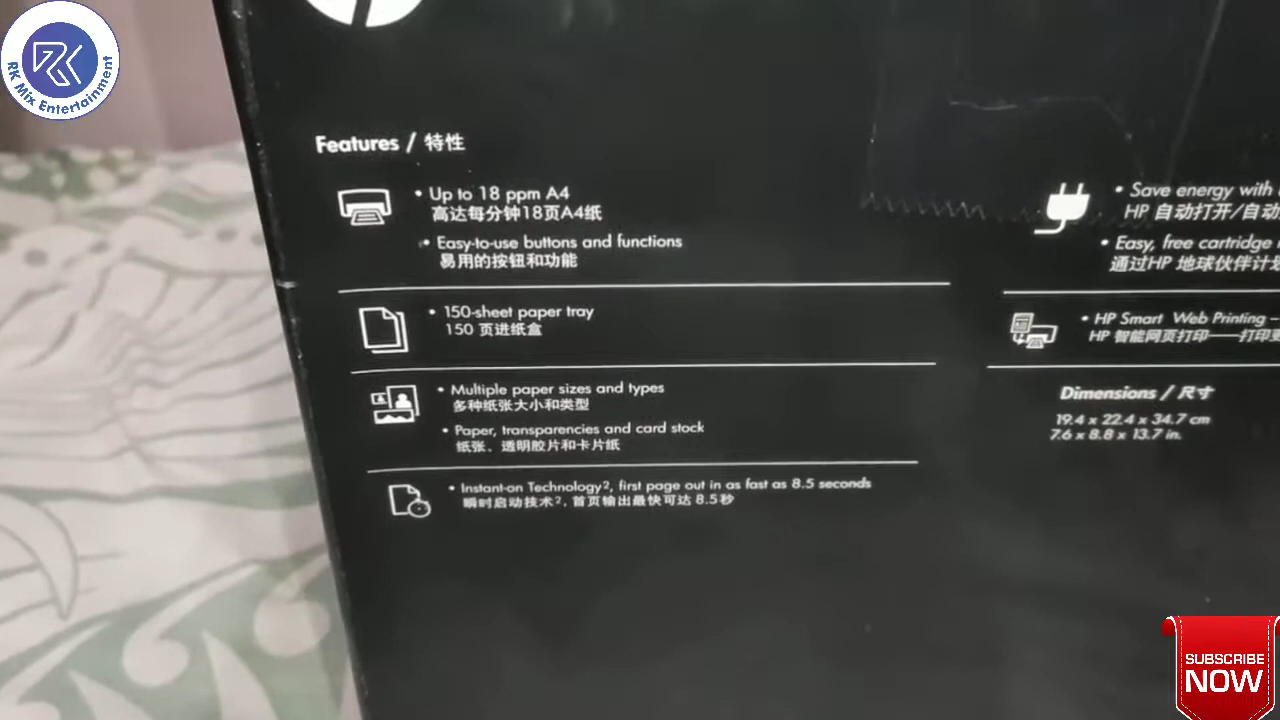 RK Mix Entertainment
Features / 特性
• Up to 18 ppm A4
高达每分钟18页A4纸
• Easy-to-use buttons and functions
易用的按钮和功能
• 150-sheet paper tray
150 页进纸盒
• Multiple paper sizes and types
多种纸张大小和类型
• Paper, transparencies and card stock
纸张、透明胶片和卡片纸
• Instant-on Technology², first page out in as fast as 8.5 seconds
瞬时启动技术², 首页输出最快可达 8.5秒
• Save energy with
HP 自动打开/自动
• Easy, free cartridge
通过HP 地球伙伴计划
• HP Smart Web Printing –
HP 智能网页打印——打印
Dimensions / 尺寸
19.4 x 22.4 x 34.7 cm
7.6 x 8.8 x 13.7 in.
SUBSCRIBE
NOW